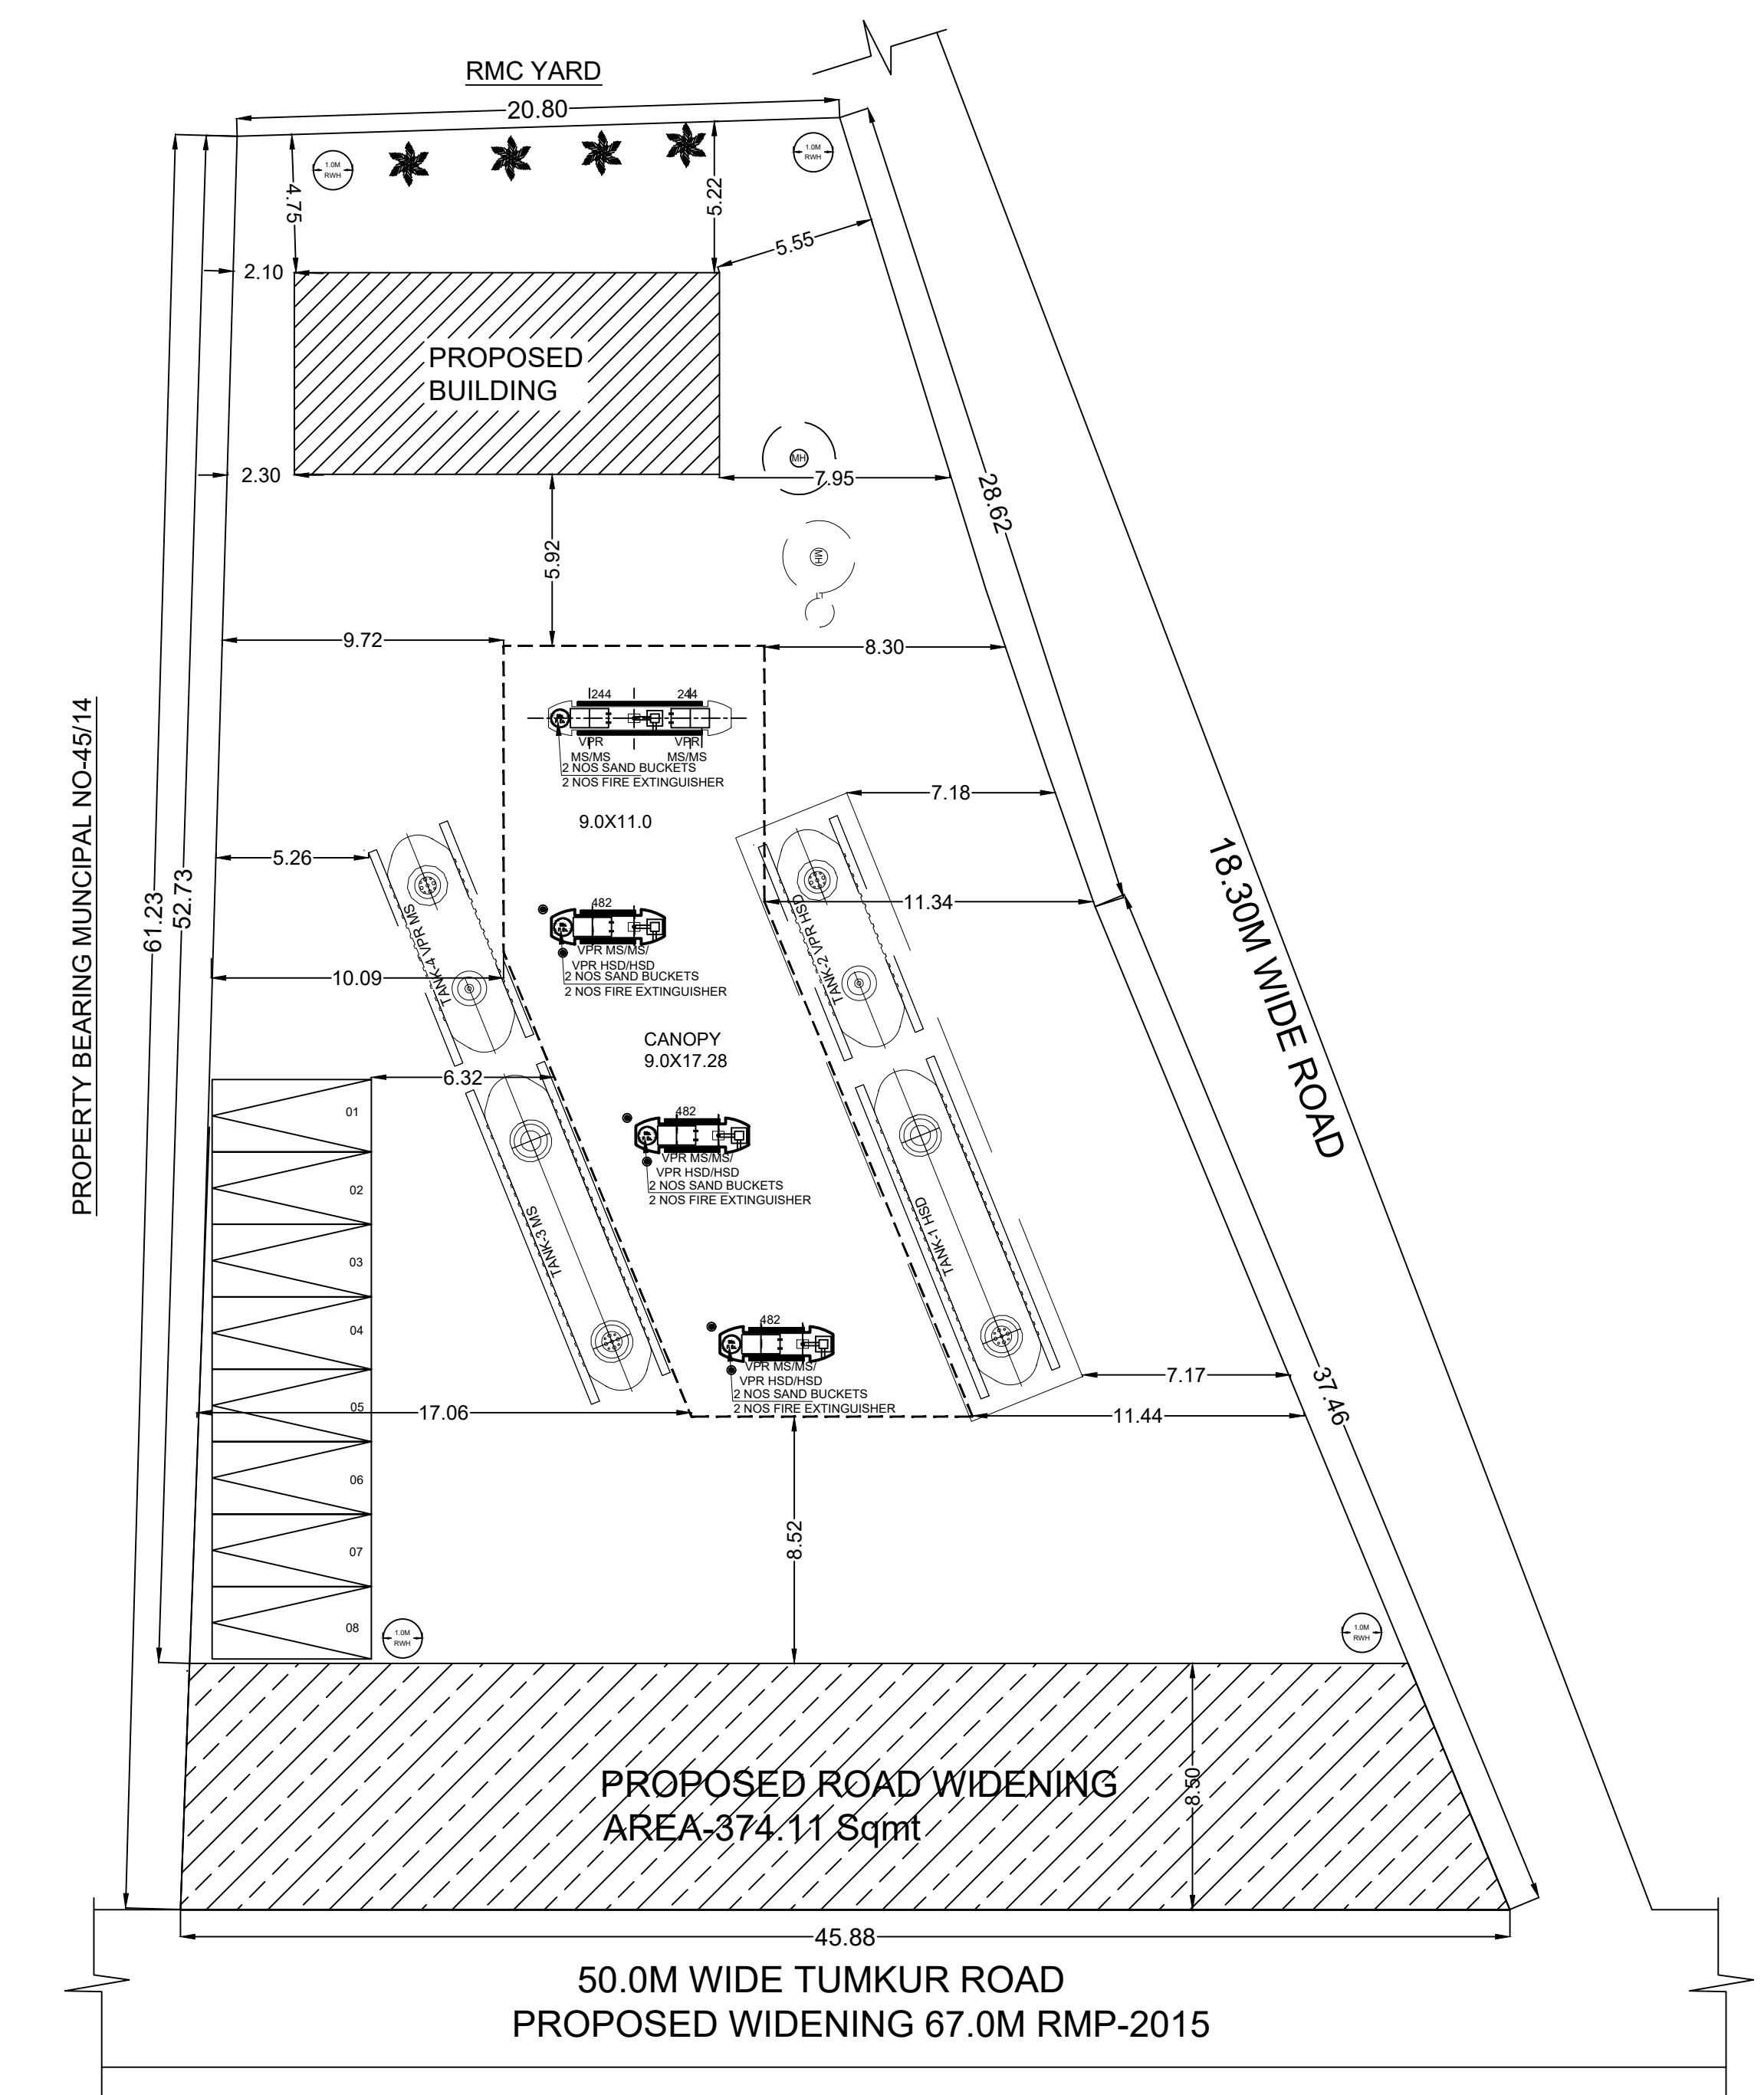 RMC YARD
20.80
1.0M
RWH
1.0M
RWH
4.75
5.22
5.55
2.10
PROPOSED
BUILDING
MH
2.30
7.95
28.62
5.92
MH
LT
9.72
8.30
244
244
VPR
VPR
MS/MS
MS/MS
2 NOS SAND BUCKETS
2 NOS FIRE EXTINGUISHER
9.0X11.0
7.18
5.26
PROPERTY BEARING MUNCIPAL NO-45/14
61.23
52.73
18.30M WIDE ROAD
11.34
TANK-4 VPR MS
TANK-2 VPR HSD
482
VPR MS/MS/
VPR HSD/HSD
2 NOS SAND BUCKETS
2 NOS FIRE EXTINGUISHER
10.09
CANOPY
9.0X17.28
6.32
01
02
03
04
05
06
07
08
482
VPR MS/MS/
VPR HSD/HSD
2 NOS SAND BUCKETS
2 NOS FIRE EXTINGUISHER
TANK-3 MS
TANK-1 HSD
482
VPR MS/MS/
VPR HSD/HSD
2 NOS SAND BUCKETS
2 NOS FIRE EXTINGUISHER
7.17
37.46
17.06
11.44
8.52
1.0M
RWH
1.0M
RWH
PROPOSED ROAD WIDENING
AREA-374.11 Sqmt
8.50
45.88
50.0M WIDE TUMKUR ROAD
PROPOSED WIDENING 67.0M RMP-2015